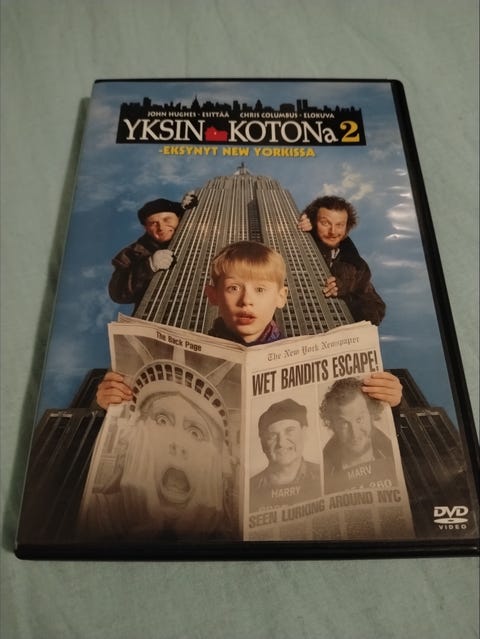 JOHN HUGHES - ESITTÄÄ CHRIS COLUMBUS - ELOKUVA
YKSIN KOTONa 2
-EKSYNYT NEW YORKISSA
The Back Page
The New York Newspaper
WET BANDITS ESCAPE!
HARRY
MARV
SEEN LURKING AROUND NYC
DVD
VIDEO